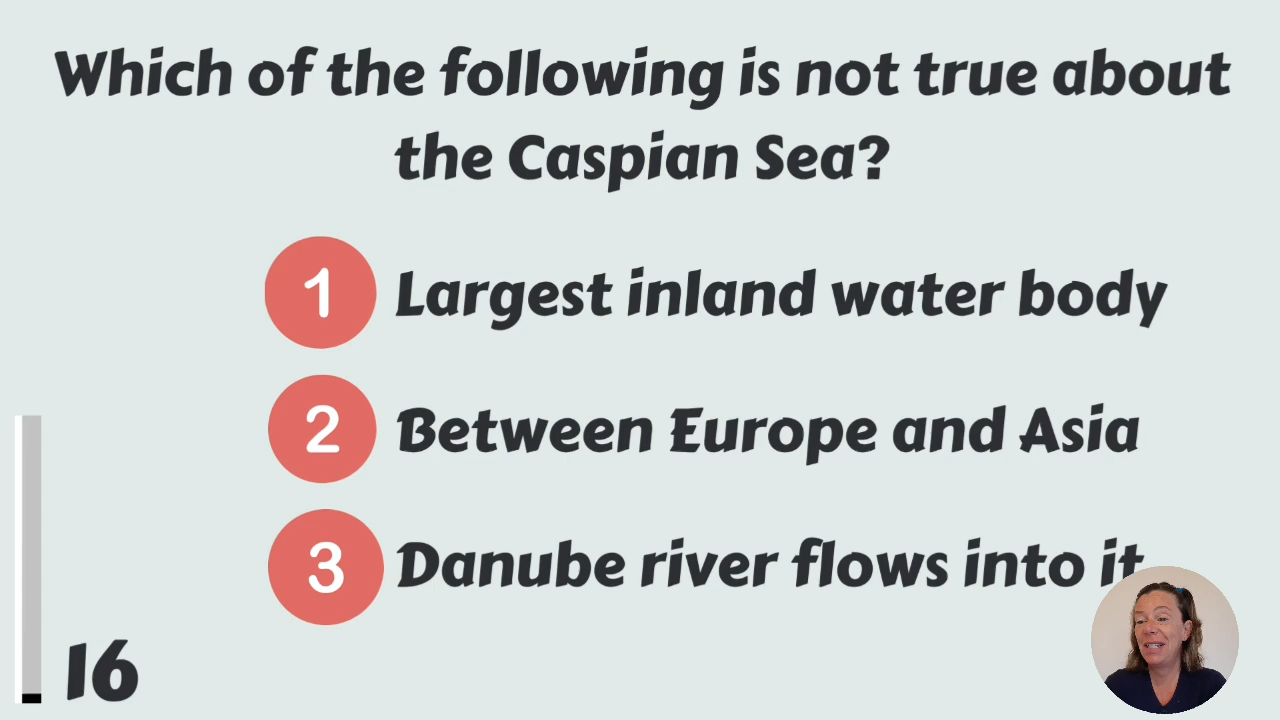 Which of the following is not true about
the Caspian Sea?
1 Largest inland water body
2 Between Europe and Asia
3 Danube river flows into it
16